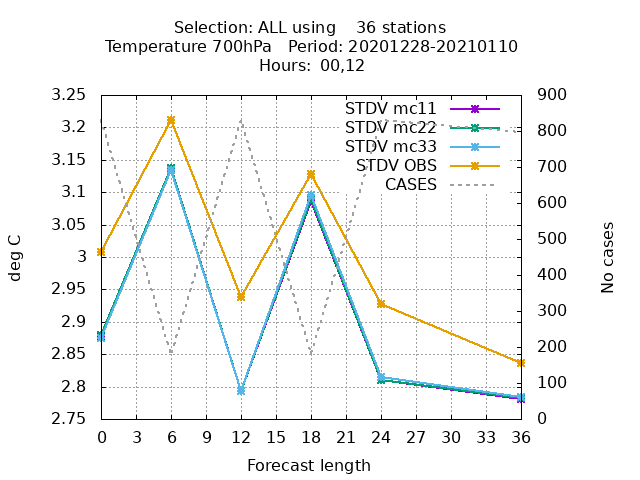 Selection: ALL using    36 stations
Temperature 700hPa   Period: 20201228-20210110
Hours:  00,12
3.25
3.2
3.15
3.1
3.05
3
2.95
2.9
2.85
2.8
2.75
deg C
STDV mc11
STDV mc22
STDV mc33
STDV OBS
CASES
900
800
700
600
500
400
300
200
100
0
No cases
0 3 6 9 12 15 18 21 24 27 30 33 36
Forecast length